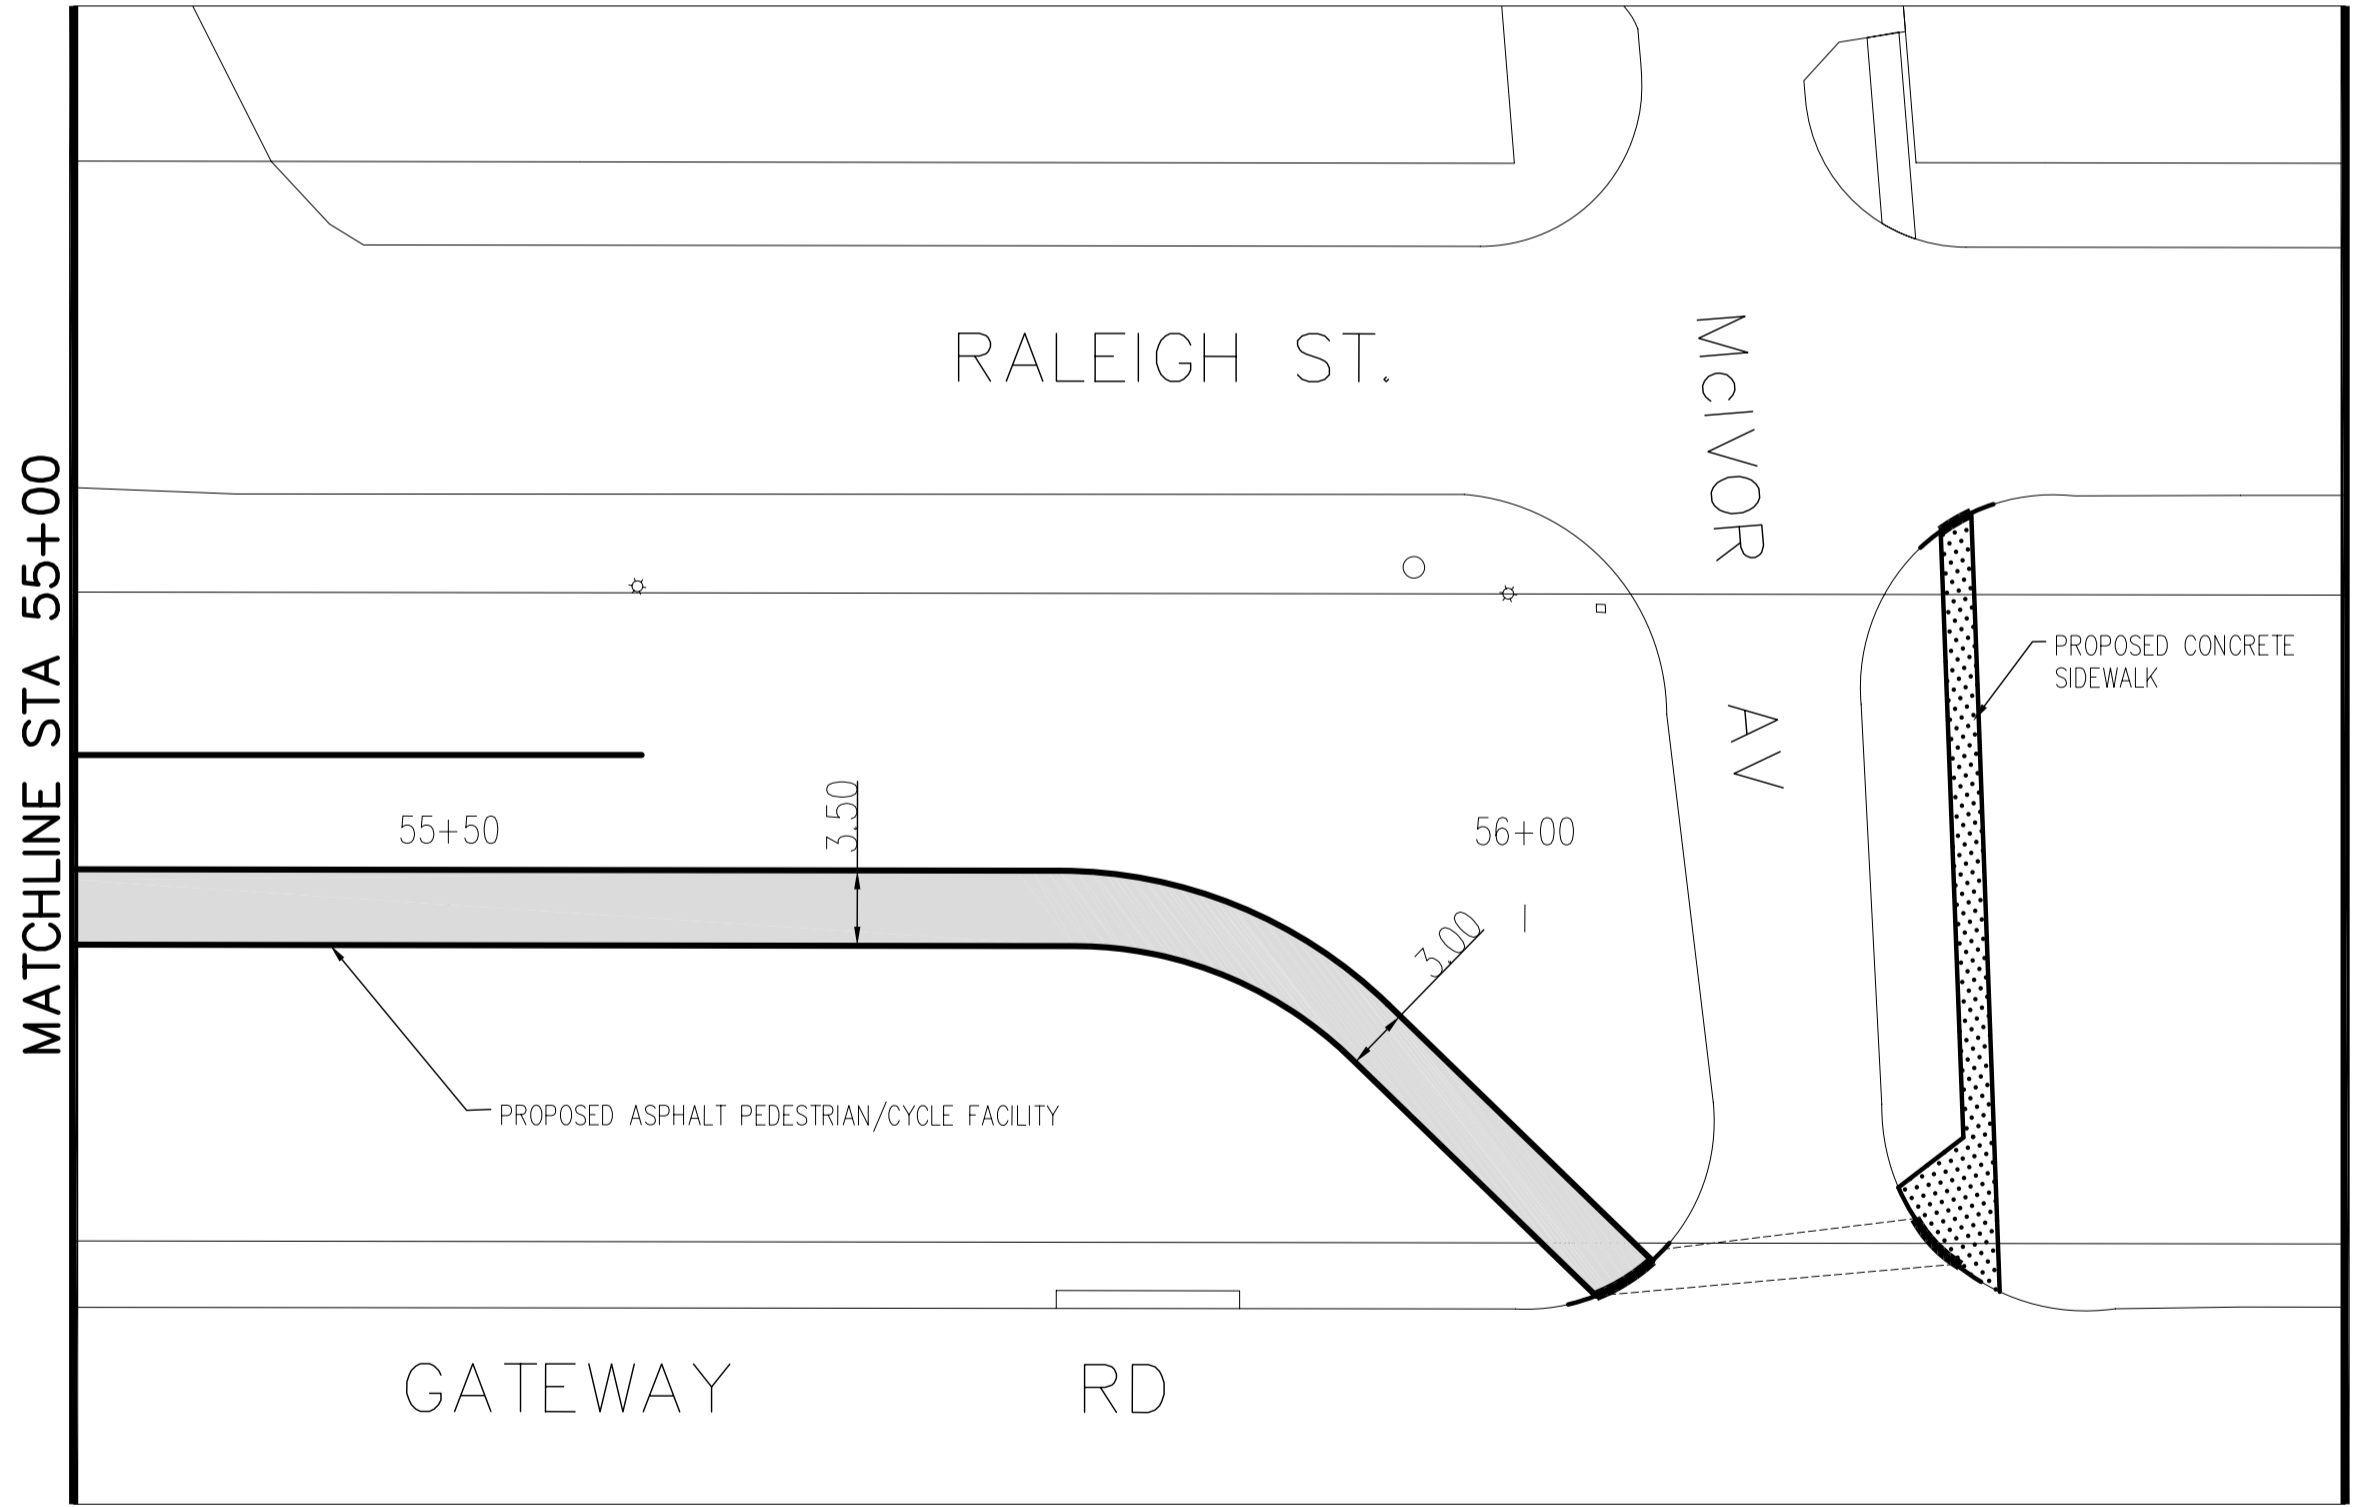 RALEIGH ST.
McIVOR AV
MATCHLINE STA 55+00
PROPOSED CONCRETE
SIDEWALK
55+50
3.50
56+00
3.00
PROPOSED ASPHALT PEDESTRIAN/CYCLE FACILITY
GATEWAY RD